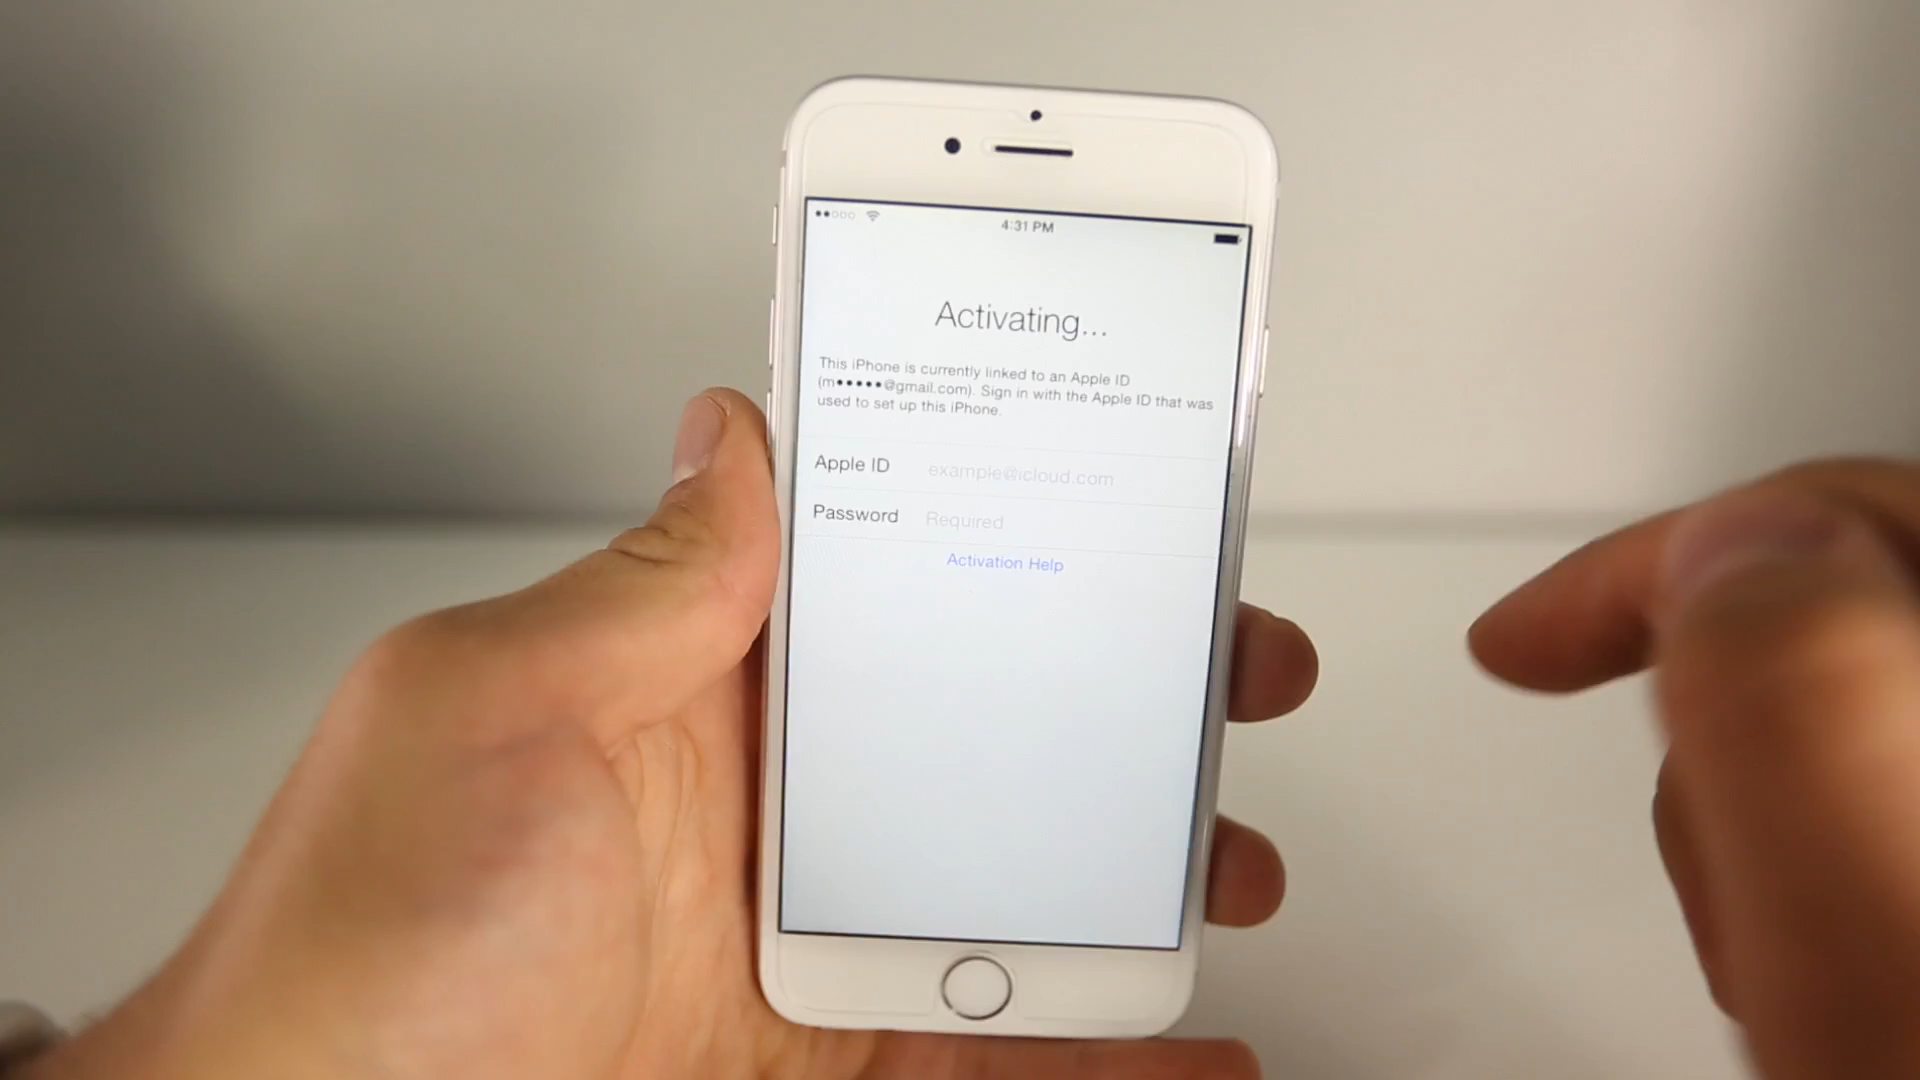 4:31 PM
Activating...
This iPhone is currently linked to an Apple ID
(m•••••@gmail.com). Sign in with the Apple ID that was
used to set up this iPhone.
Apple ID example@icloud.com
Password Required
Activation Help